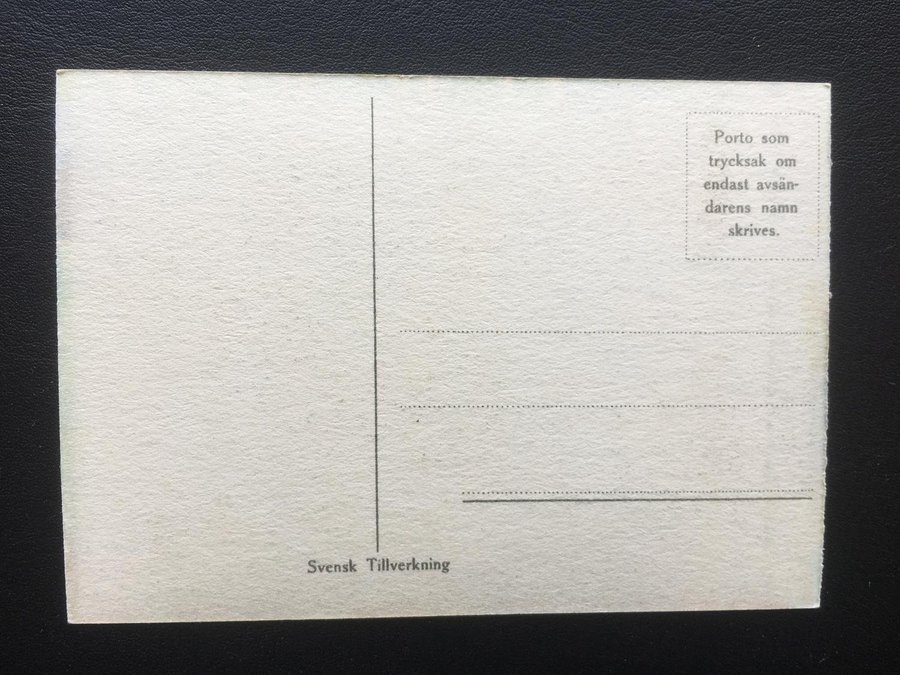 Porto som
trycksak om
endast avsän-
darens namn
skrives.
Svensk Tillverkning